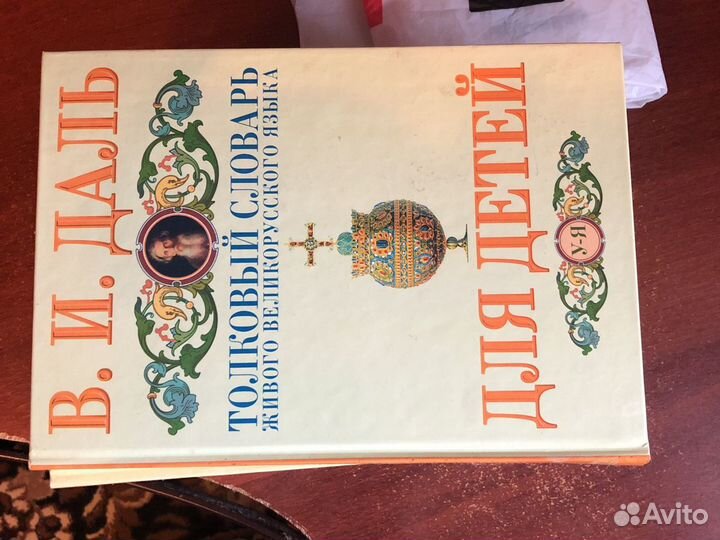 В. И. ДАЛЬ
ТОЛКОВЫЙ СЛОВАРЬ
ЖИВОГО ВЕЛИКОРУССКОГО ЯЗЫКА
ДЛЯ ДЕТЕЙ
У-Я
Avito